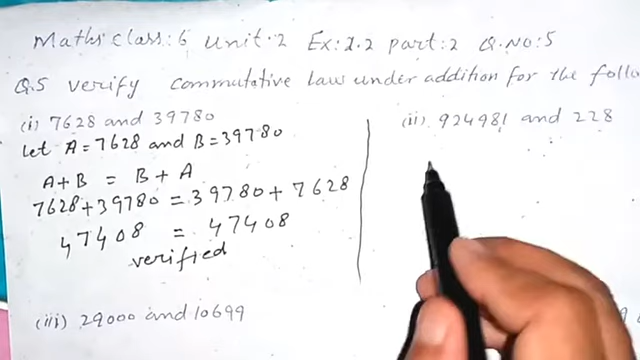 Maths class: 6 Unit.2 Ex: 2.2 part: 2 Q.NO: 5
Q.5 verify commutative law under addition for the
(i) 7628 and 39780
let A = 7628 and B = 39780
A+B = B + A
7628+39780 = 39780 + 7628
47408 = 47408
verified
(ii) 924981 and 228
(iii) 29000 and 10699